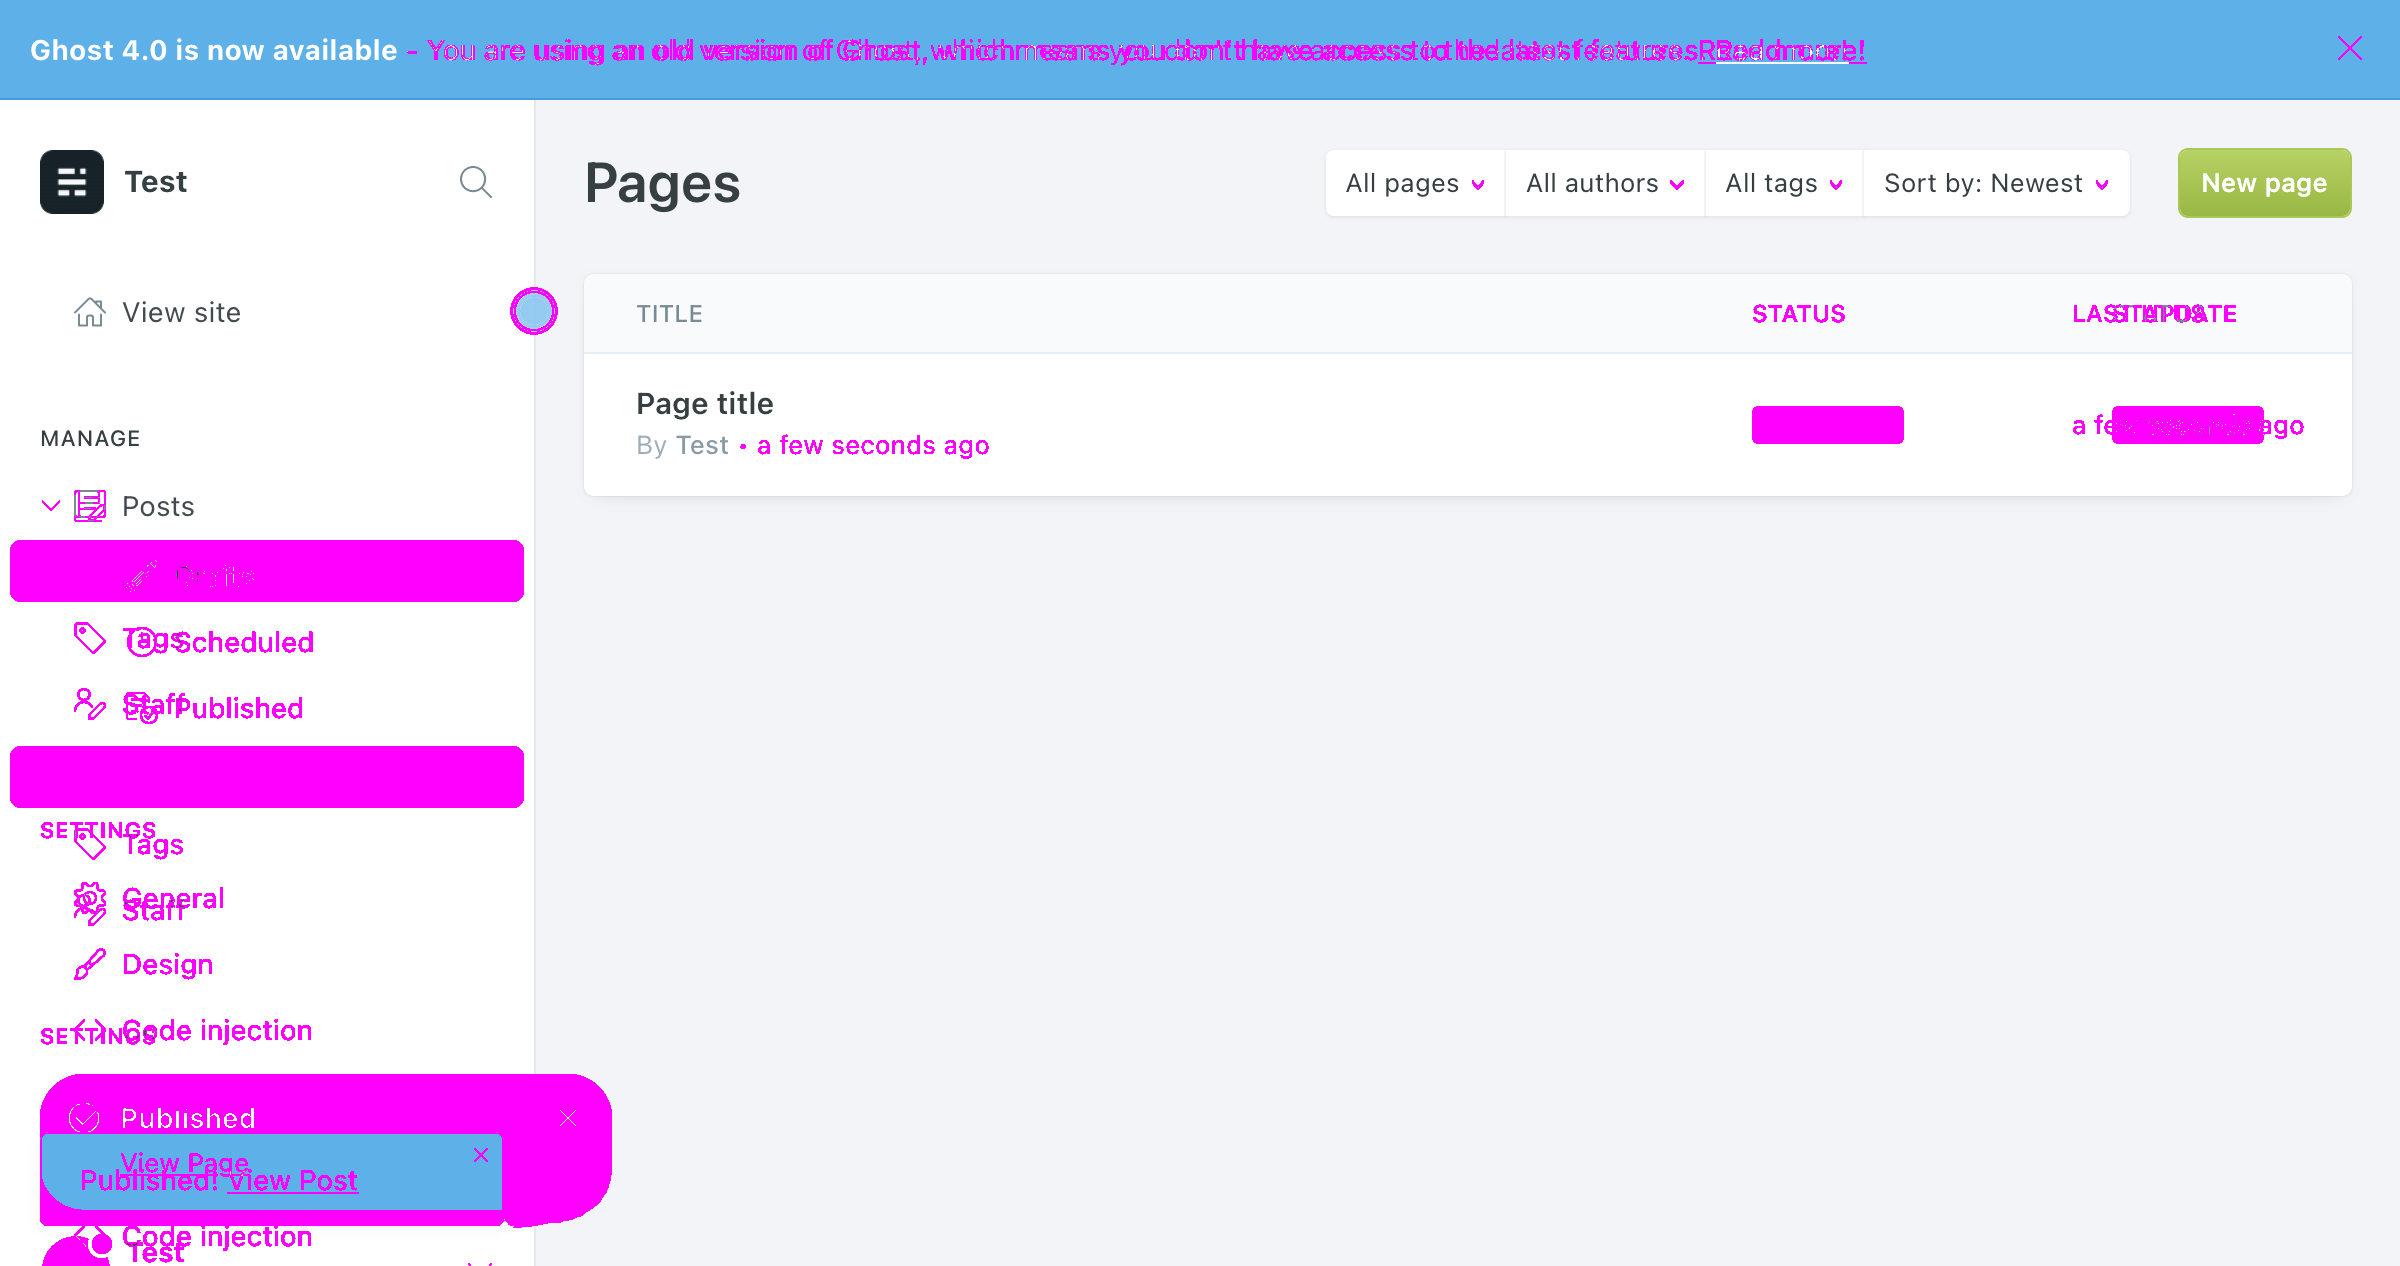 Ghost 4.0 is now available - You are using an old version of Ghost, which means you don't have access to the latest features. Read more!
Test
View site
MANAGE
Posts
Drafts
Tags
Scheduled
Staff
Published
SETTINGS
Tags
General
Staff
Design
Code injection
SETTINGS
Published
View Page
Published! View Post
Code injection
Test
Pages
All pages
All authors
All tags
Sort by: Newest
New page
TITLE
STATUS
LAST UPDATE
STATUS
Page title
By Test • a few seconds ago
a few seconds ago